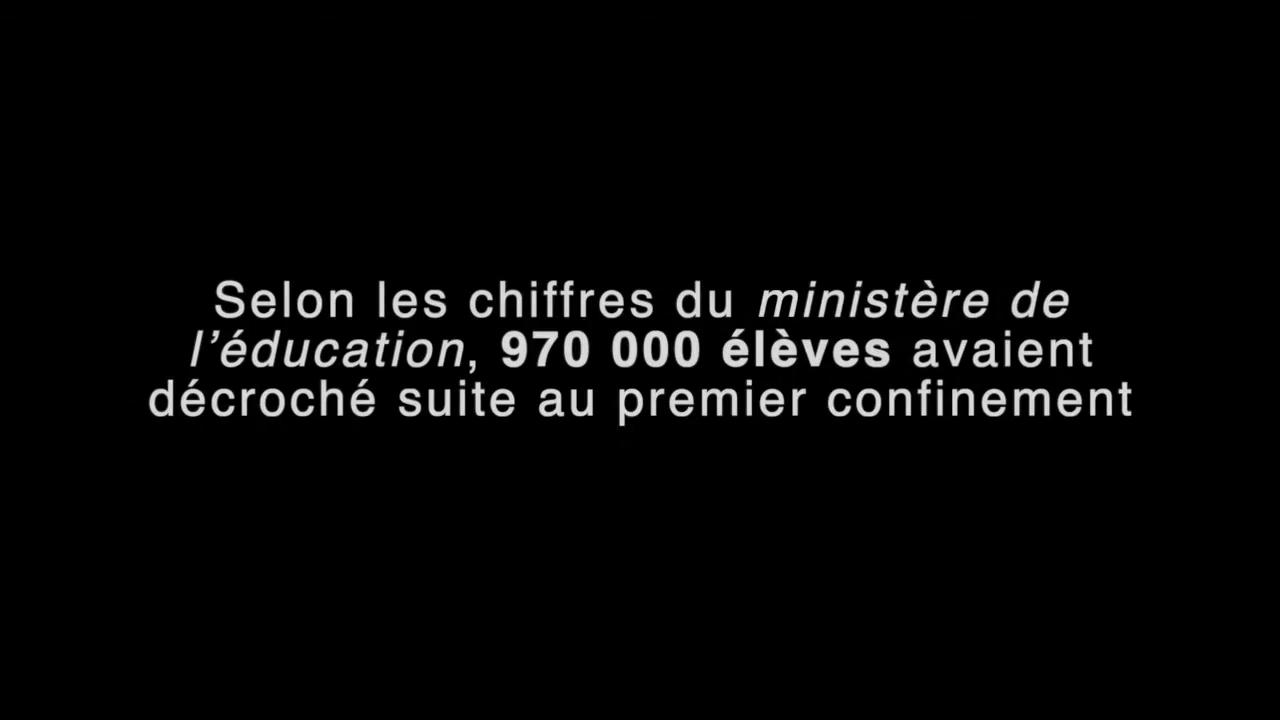 Selon les chiffres du ministère de
l’éducation, 970 000 élèves avaient
décroché suite au premier confinement